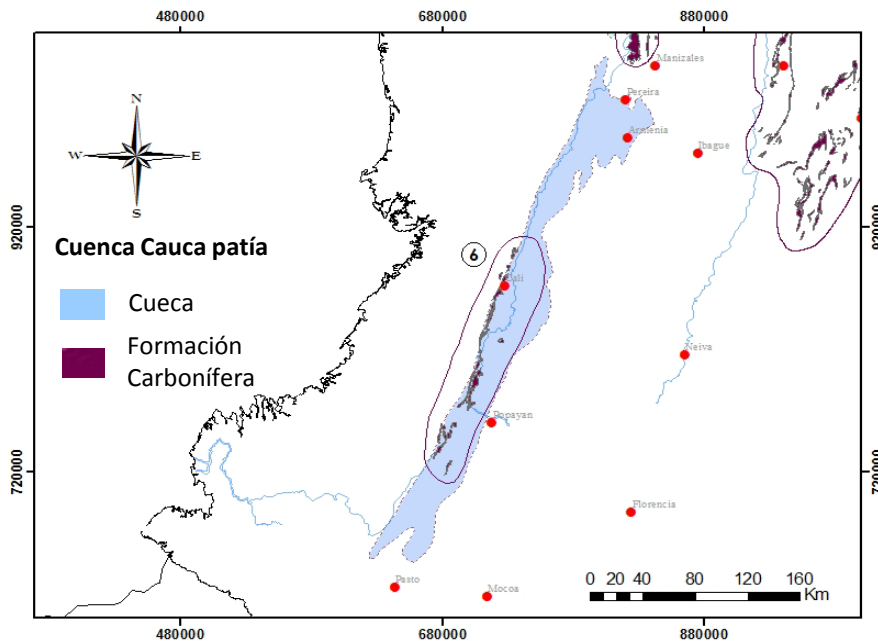 480000 680000 880000
Manizales
Pereira
Armenia
Ibague
N
W E
S
920000 920000
Cuenca Cauca patía
6
Cali
Cueca
Formación
Carbonífera
Neiva
Popayan
720000 720000
Florencia
Pasto
Mocoa
0 20 40 80 120 160
Km
480000 680000 880000